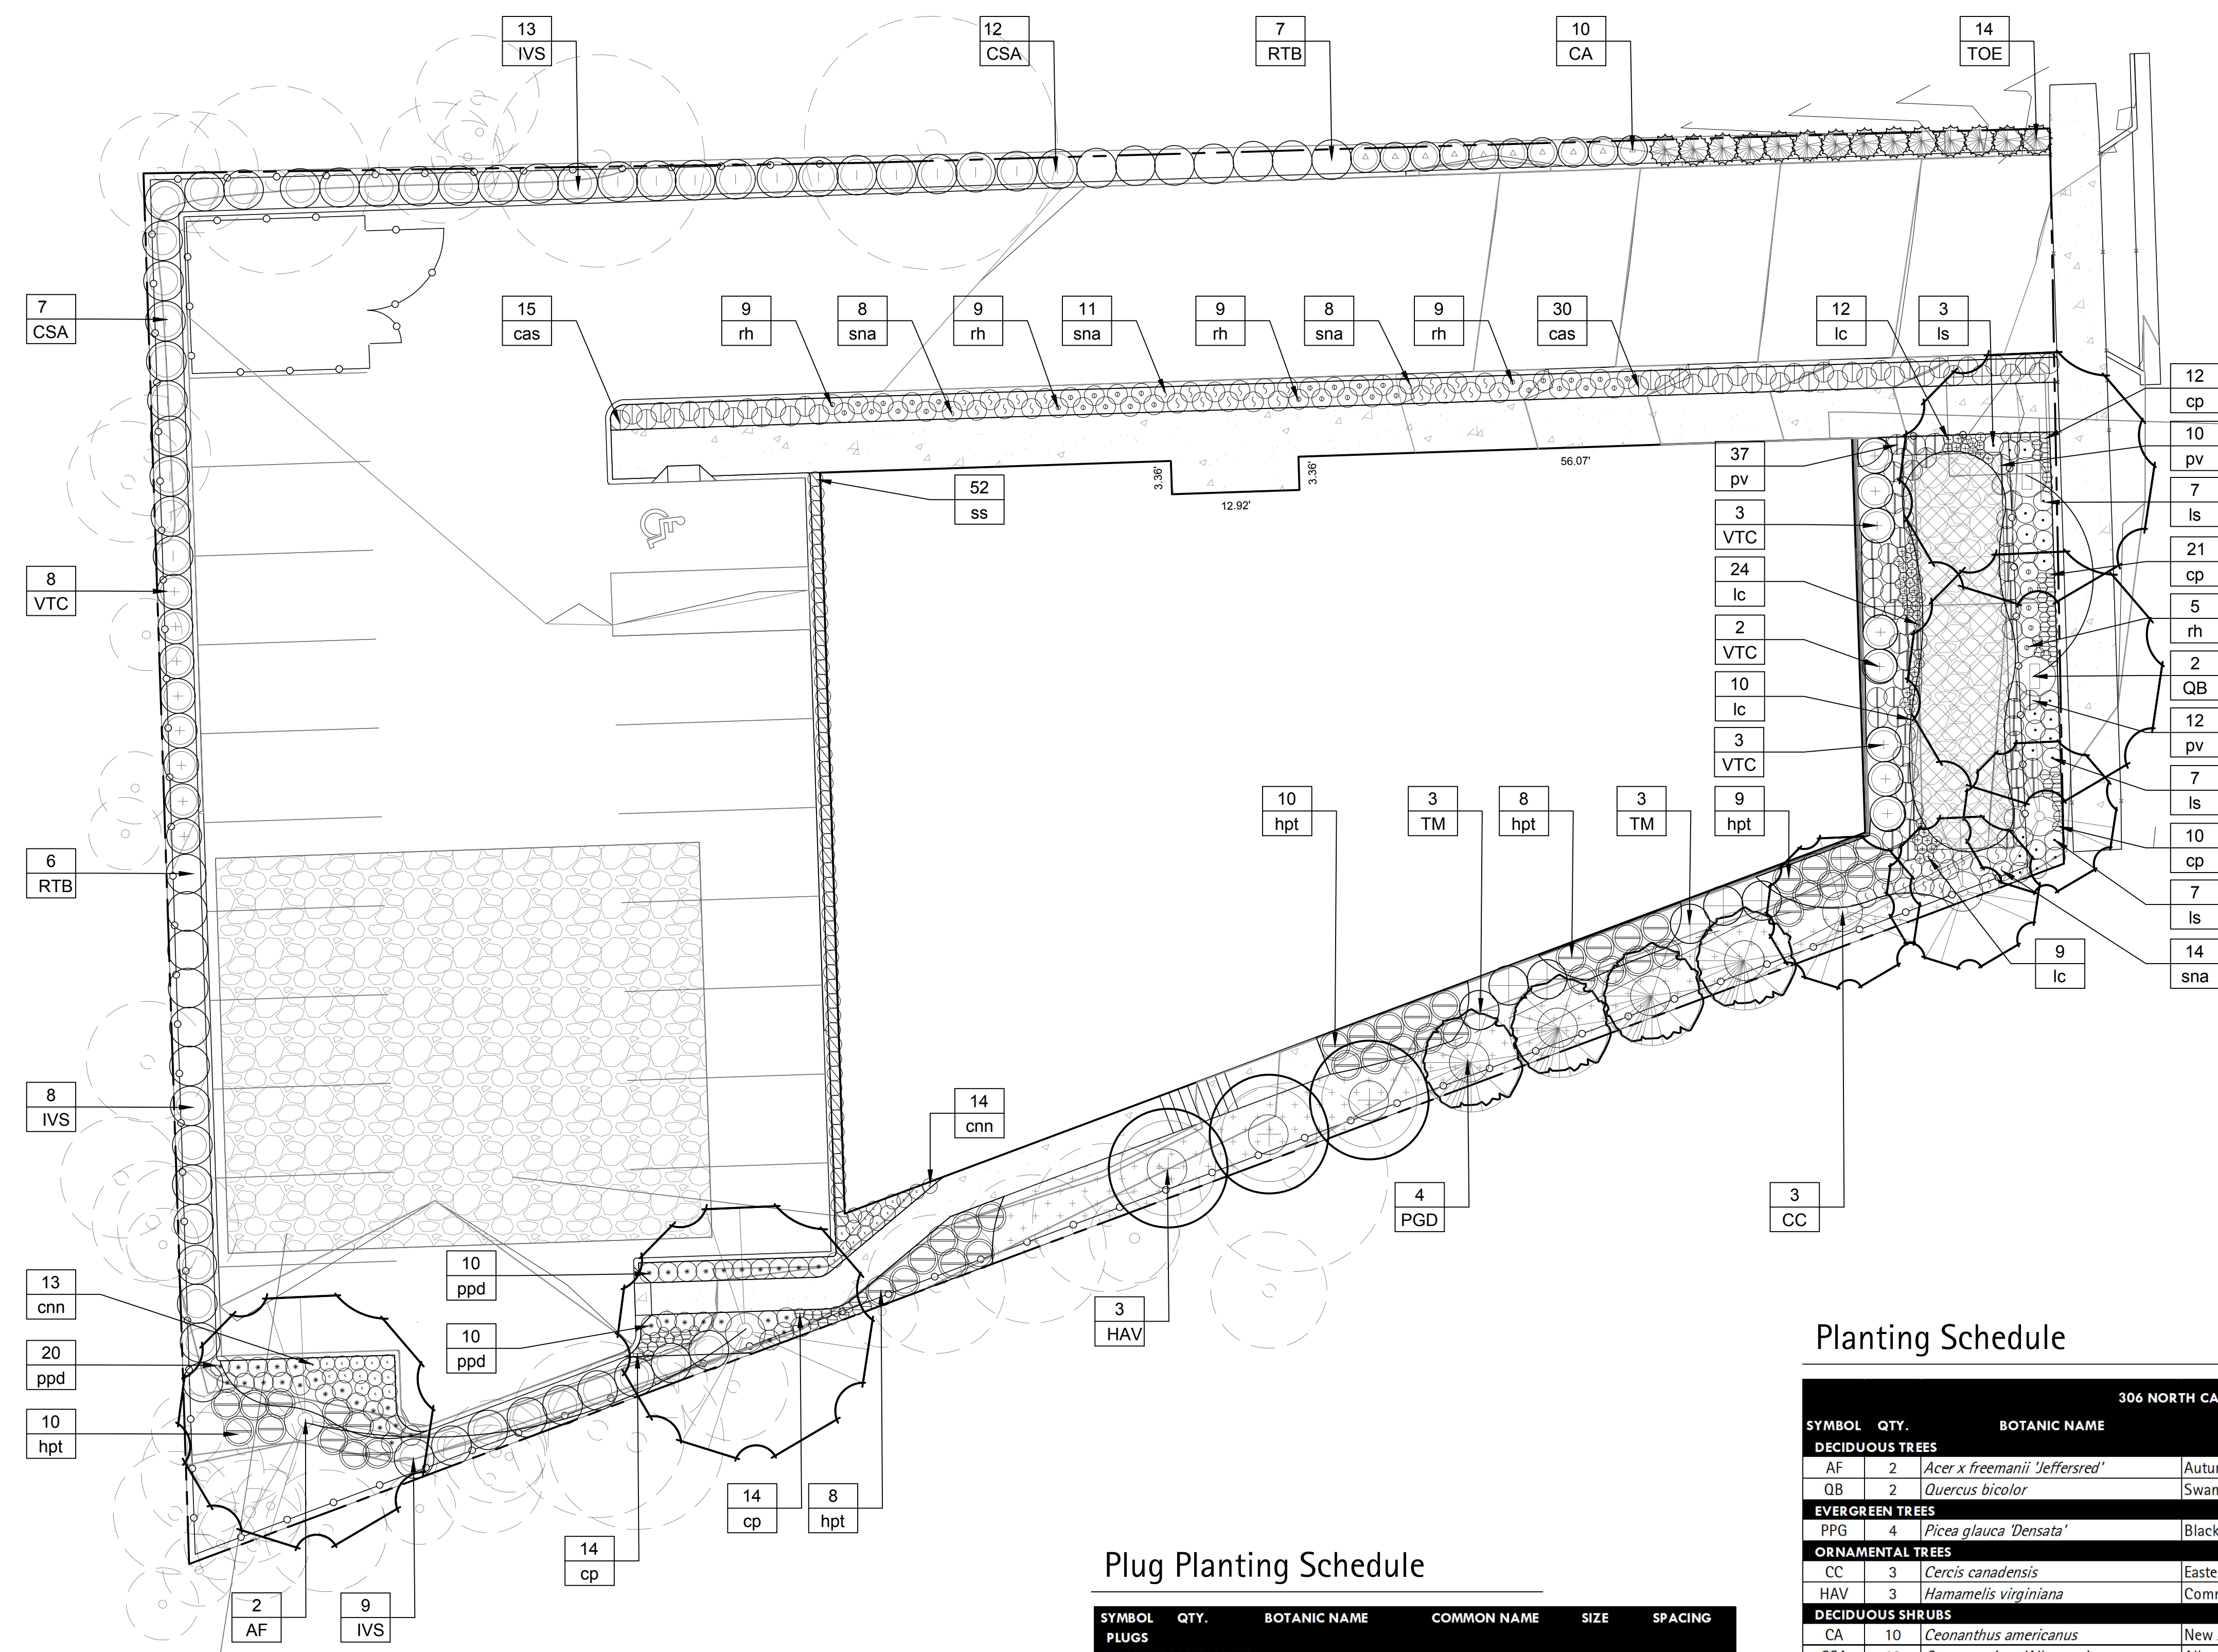 13
IVS
12
CSA
7
RTB
10
CA
14
TOE
7
CSA
15
cas
9
rh
8
sna
9
rh
11
sna
9
rh
8
sna
9
rh
30
cas
12
lc
3
ls
12
cp
10
pv
7
ls
21
cp
5
rh
2
QB
12
pv
7
ls
10
cp
7
ls
14
sna
9
lc
37
pv
3
VTC
24
lc
2
VTC
10
lc
3
VTC
56.07'
3.36'
12.92'
3.36'
52
ss
8
VTC
6
RTB
8
IVS
10
hpt
3
TM
8
hpt
3
TM
9
hpt
14
cnn
4
PGD
3
CC
3
HAV
10
ppd
10
ppd
13
cnn
20
ppd
10
hpt
14
cp
8
hpt
14
cp
2
AF
9
IVS
Planting Schedule
306 NORTH CA
SYMBOL QTY. BOTANIC NAME
DECIDUOUS TREES
AF 2 Acer x freemanii 'Jeffersred' Autu
QB 2 Quercus bicolor Swan
EVERGREEN TREES
PPG 4 Picea glauca 'Densata' Black
ORNAMENTAL TREES
CC 3 Cercis canadensis Easte
HAV 3 Hamamelis virginiana Comn
DECIDUOUS SHRUBS
CA 10 Ceonanthus americanus New
Plug Planting Schedule
SYMBOL QTY. BOTANIC NAME COMMON NAME SIZE SPACING
PLUGS